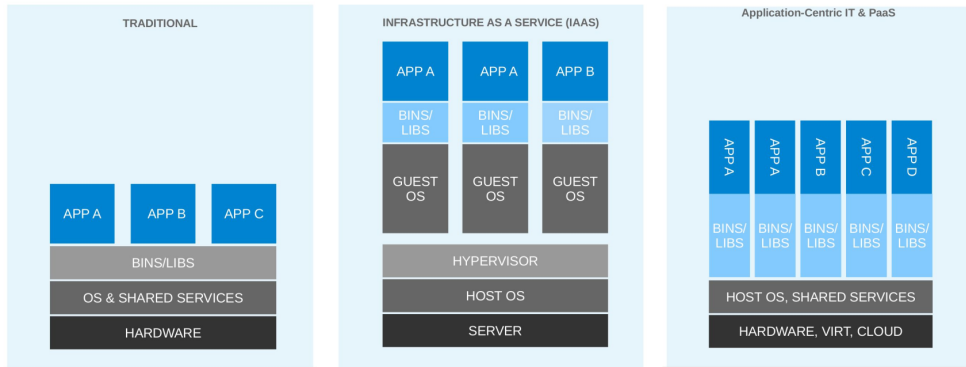 TRADITIONAL
APP A
APP B
APP C
BINS/LIBS
OS & SHARED SERVICES
HARDWARE
INFRASTRUCTURE AS A SERVICE (IAAS)
APP A
APP A
APP B
BINS/
LIBS
BINS/
LIBS
BINS/
LIBS
GUEST
OS
GUEST
OS
GUEST
OS
HYPERVISOR
HOST OS
SERVER
Application-Centric IT & PaaS
APP A
APP A
APP B
APP C
APP D
BINS/
LIBS
BINS/
LIBS
BINS/
LIBS
BINS/
LIBS
BINS/
LIBS
HOST OS, SHARED SERVICES
HARDWARE, VIRT, CLOUD